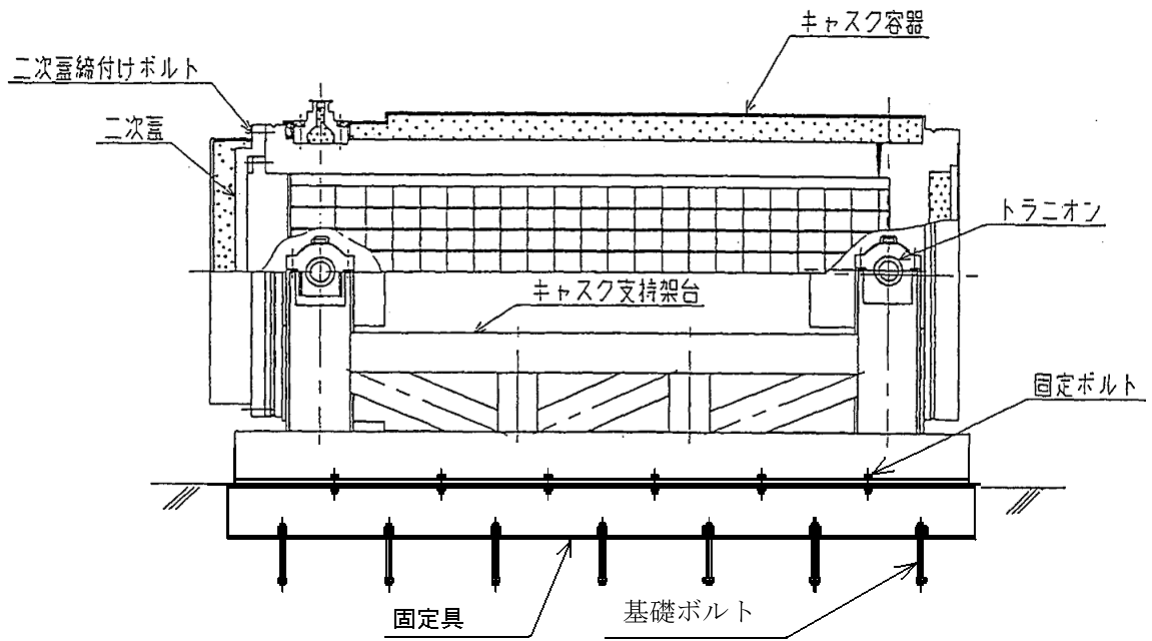 キャスク容器
二次蓋締付けボルト
二次蓋
トラニオン
キャスク支持架台
固定ボルト
固定具
基礎ボルト